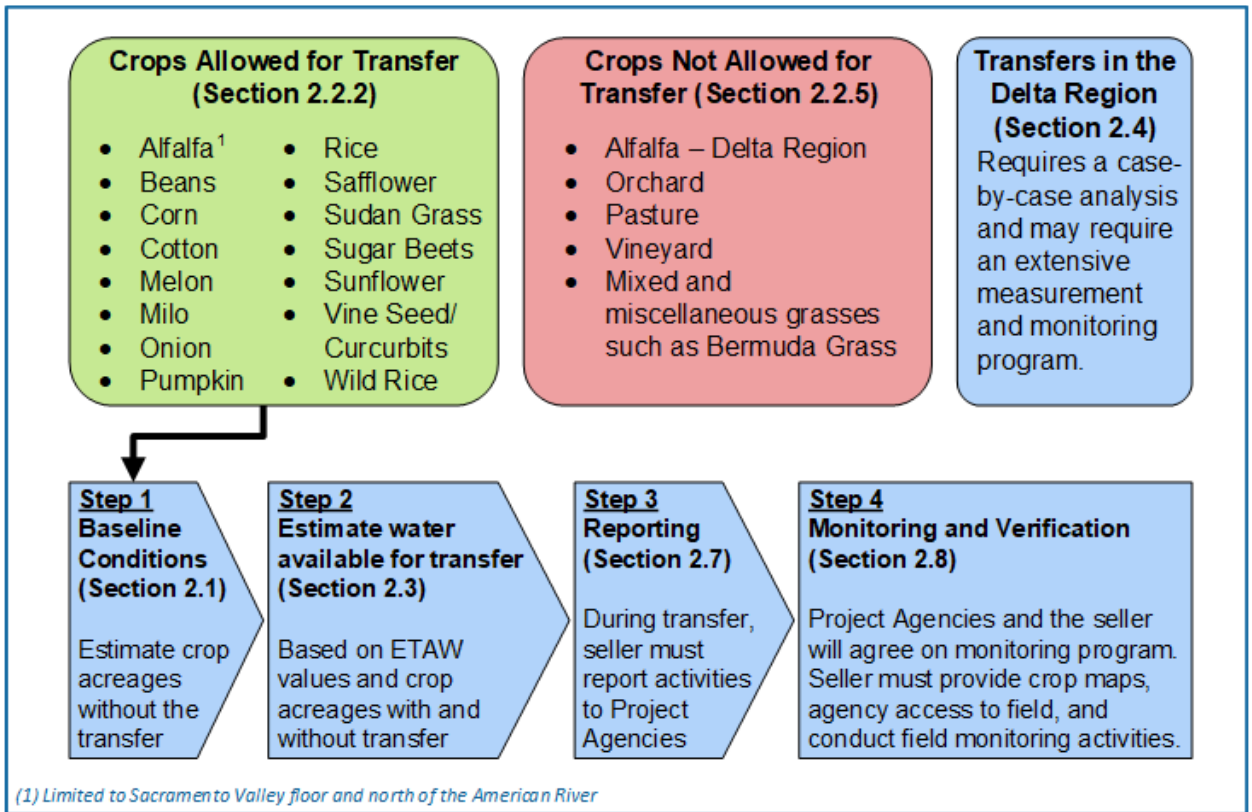 Crops Allowed for Transfer
(Section 2.2.2)
• Alfalfa¹
• Beans
• Corn
• Cotton
• Melon
• Milo
• Onion
• Pumpkin
• Rice
• Safflower
• Sudan Grass
• Sugar Beets
• Sunflower
• Vine Seed/
Curcurbits
• Wild Rice
Crops Not Allowed for
Transfer (Section 2.2.5)
• Alfalfa – Delta Region
• Orchard
• Pasture
• Vineyard
• Mixed and
miscellaneous grasses
such as Bermuda Grass
Transfers in the
Delta Region
(Section 2.4)
Requires a case-
by-case analysis
and may require
an extensive
measurement
and monitoring
program.
Step 1
Baseline
Conditions
(Section 2.1)
Estimate crop
acreages
without the
transfer
Step 2
Estimate water
available for transfer
(Section 2.3)
Based on ETAW
values and crop
acreages with and
without transfer
Step 3
Reporting
(Section 2.7)
During transfer,
seller must
report activities
to Project
Agencies
Step 4
Monitoring and Verification
(Section 2.8)
Project Agencies and the seller
will agree on monitoring program.
Seller must provide crop maps,
agency access to field, and
conduct field monitoring activities.
(1) Limited to Sacramento Valley floor and north of the American River